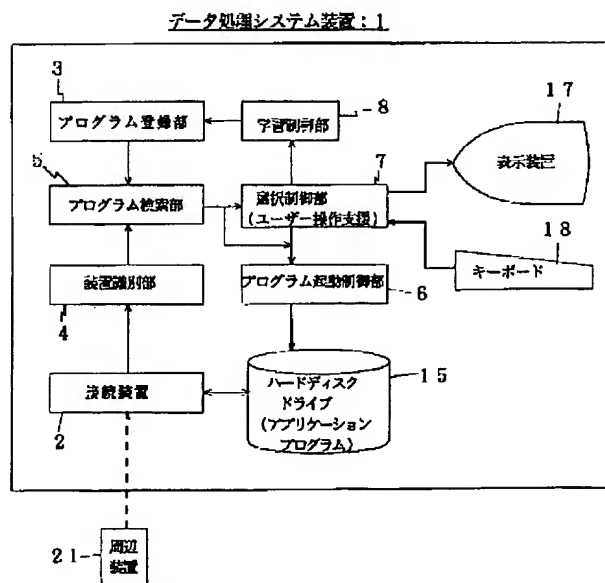 データ処理システム装置：1
3
プログラム登録部
学習制御部
8
17
表示装置
5
プログラム検索部
7
選択制御部
(ユーザー操作支援)
18
キーボード
装置識別部
4
プログラム起動制御部
6
接続装置
2
ハードディスク
ドライブ
(アプリケーション
プログラム)
15
21
周辺
装置